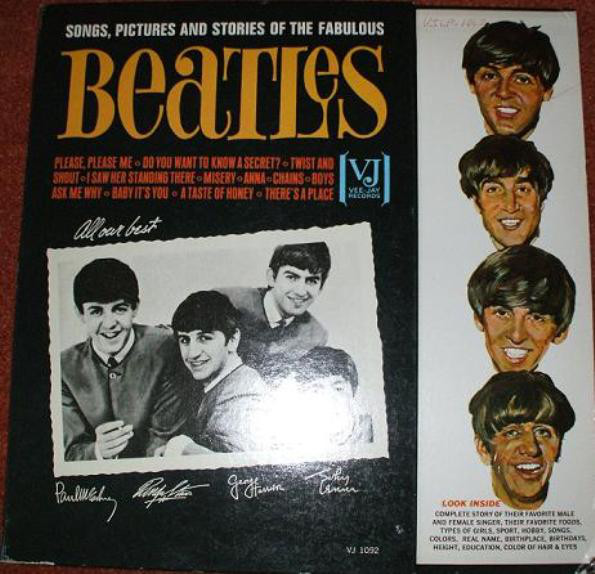 SONGS, PICTURES AND STORIES OF THE FABULOUS
BEATLES
PLEASE, PLEASE ME • DO YOU WANT TO KNOW A SECRET? • TWIST AND
SHOUT • I SAW HER STANDING THERE • MISERY • ANNA • CHAINS • BOYS
ASK ME WHY • BABY IT'S YOU • A TASTE OF HONEY • THERE'S A PLACE
VJ
VEE-JAY
RECORDS
All our best
Paul McCartney
Ringo Starr
George Harrison
John Lennon
VJ 1092
LOOK INSIDE
COMPLETE STORY OF THEIR FAVORITE MALE
AND FEMALE SINGER, THEIR FAVORITE FOODS,
TYPES OF GIRLS, SPORT, HOBBY, SONGS,
COLORS. REAL NAME, BIRTHPLACE, BIRTHDAYS,
HEIGHT, EDUCATION, COLOR OF HAIR & EYES